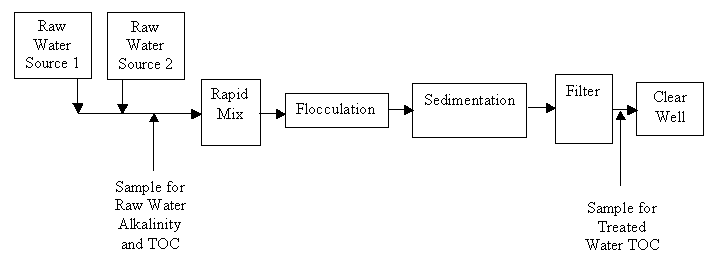 Raw
Water
Source 1
Raw
Water
Source 2
Rapid
Mix
Flocculation
Sedimentation
Filter
Clear
Well
Sample for
Raw Water
Alkalinity
and TOC
Sample for
Treated
Water TOC